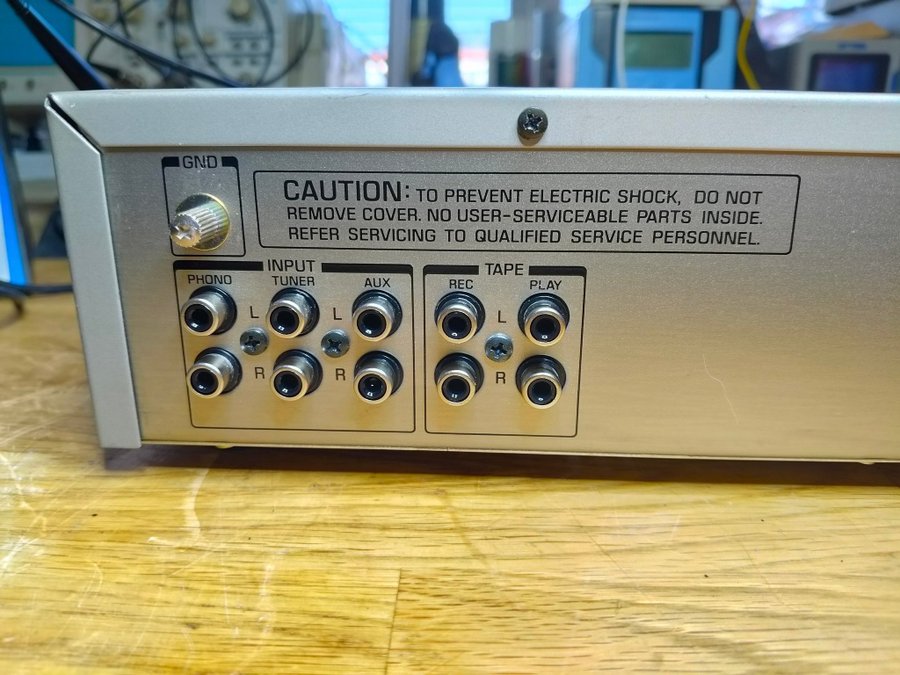 GND
CAUTION: TO PREVENT ELECTRIC SHOCK, DO NOT
REMOVE COVER. NO USER-SERVICEABLE PARTS INSIDE.
REFER SERVICING TO QUALIFIED SERVICE PERSONNEL.
INPUT
PHONO TUNER AUX
L L
R R
TAPE
REC PLAY
L
R